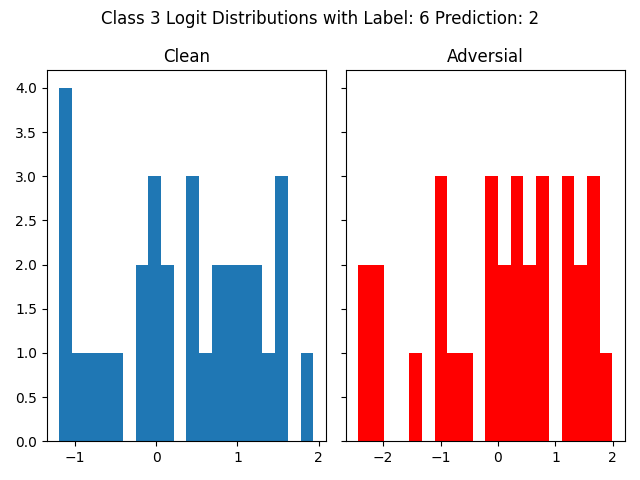 Class 3 Logit Distributions with Label: 6 Prediction: 2
Clean
Adversial
4.0
3.5
3.0
2.5
2.0
1.5
1.0
0.5
0.0
−1 0 1 2
−2 −1 0 1 2